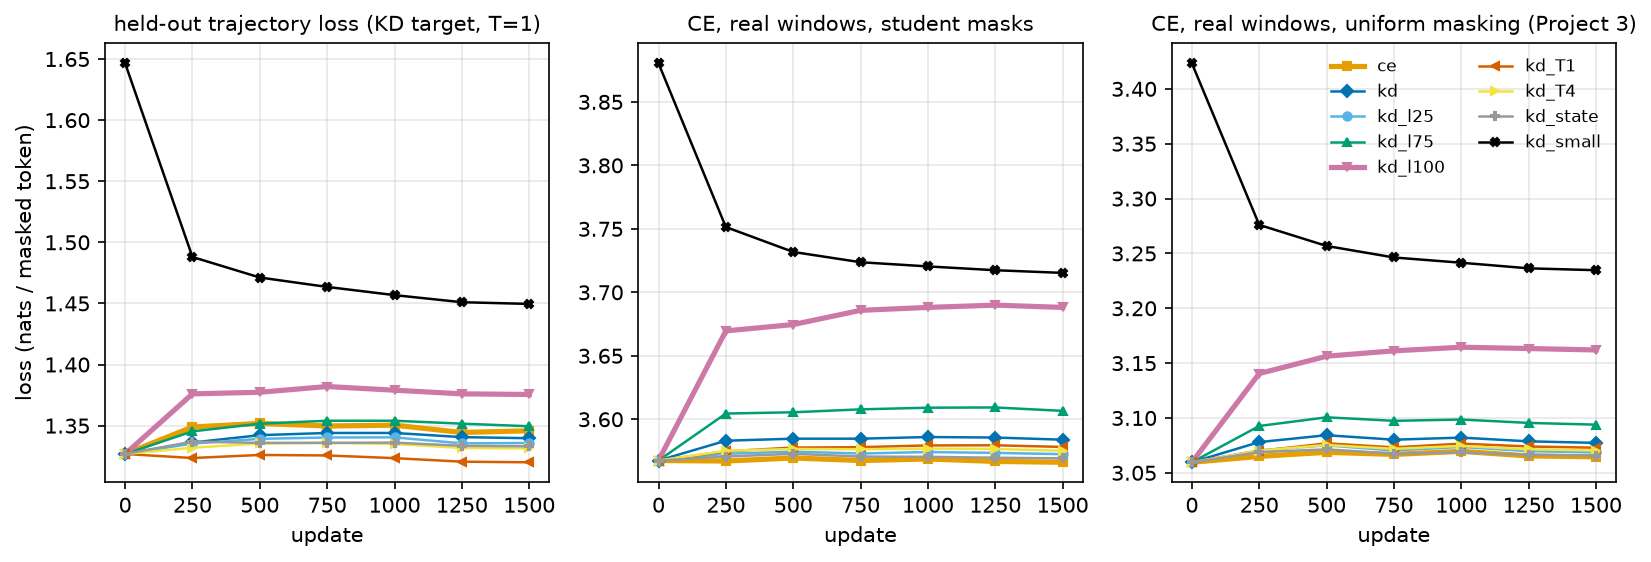 held-out trajectory loss (KD target, T=1)
CE, real windows, student masks
CE, real windows, uniform masking (Project 3)
loss (nats / masked token)
1.65
1.60
1.55
1.50
1.45
1.40
1.35
0 250 500 750 1000 1250 1500
update
3.85
3.80
3.75
3.70
3.65
3.60
0 250 500 750 1000 1250 1500
update
3.40
3.35
3.30
3.25
3.20
3.15
3.10
3.05
0 250 500 750 1000 1250 1500
update
ce
kd
kd_l25
kd_l75
kd_l100
kd_T1
kd_T4
kd_state
kd_small